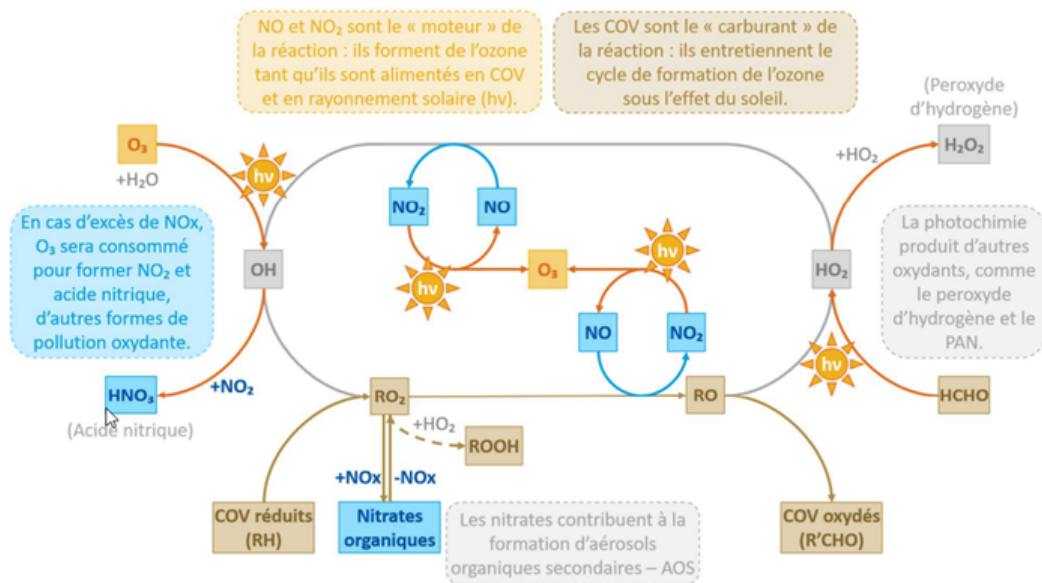 NO et NO₂ sont le « moteur » de
la réaction : ils forment de l'ozone
tant qu'ils sont alimentés en COV
et en rayonnement solaire (hν).
Les COV sont le « carburant » de
la réaction : ils entretiennent le
cycle de formation de l'ozone
sous l'effet du soleil.
(Peroxyde
d'hydrogène)
O₃
+H₂O
hν
+HO₂
H₂O₂
NO₂
NO
En cas d'excès de NOx,
O₃ sera consommé
pour former NO₂ et
acide nitrique,
d'autres formes de
pollution oxydante.
OH
hν
O₃
hν
HO₂
La photochimie
produit d'autres
oxydants, comme
le peroxyde
d'hydrogène et le
PAN.
NO
NO₂
hν
HNO₃
+NO₂
(Acide nitrique)
RO₂
RO
HCHO
+HO₂
ROOH
+NOx
-NOx
COV réduits
(RH)
Nitrates
organiques
Les nitrates contribuent à la
formation d'aérosols
organiques secondaires – AOS
COV oxydés
(R'CHO)